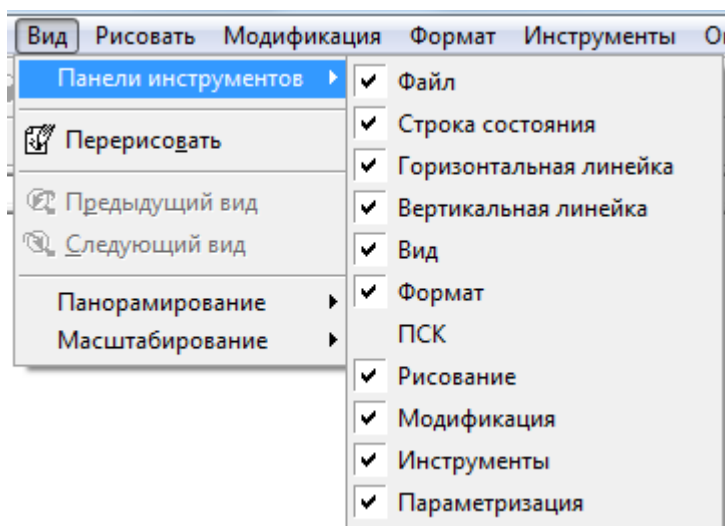 Вид Рисовать Модификация Формат Инструменты
Панели инструментов
Перерисовать
Предыдущий вид
Следующий вид
Панорамирование
Масштабирование
Файл
Строка состояния
Горизонтальная линейка
Вертикальная линейка
Вид
Формат
ПСК
Рисование
Модификация
Инструменты
Параметризация